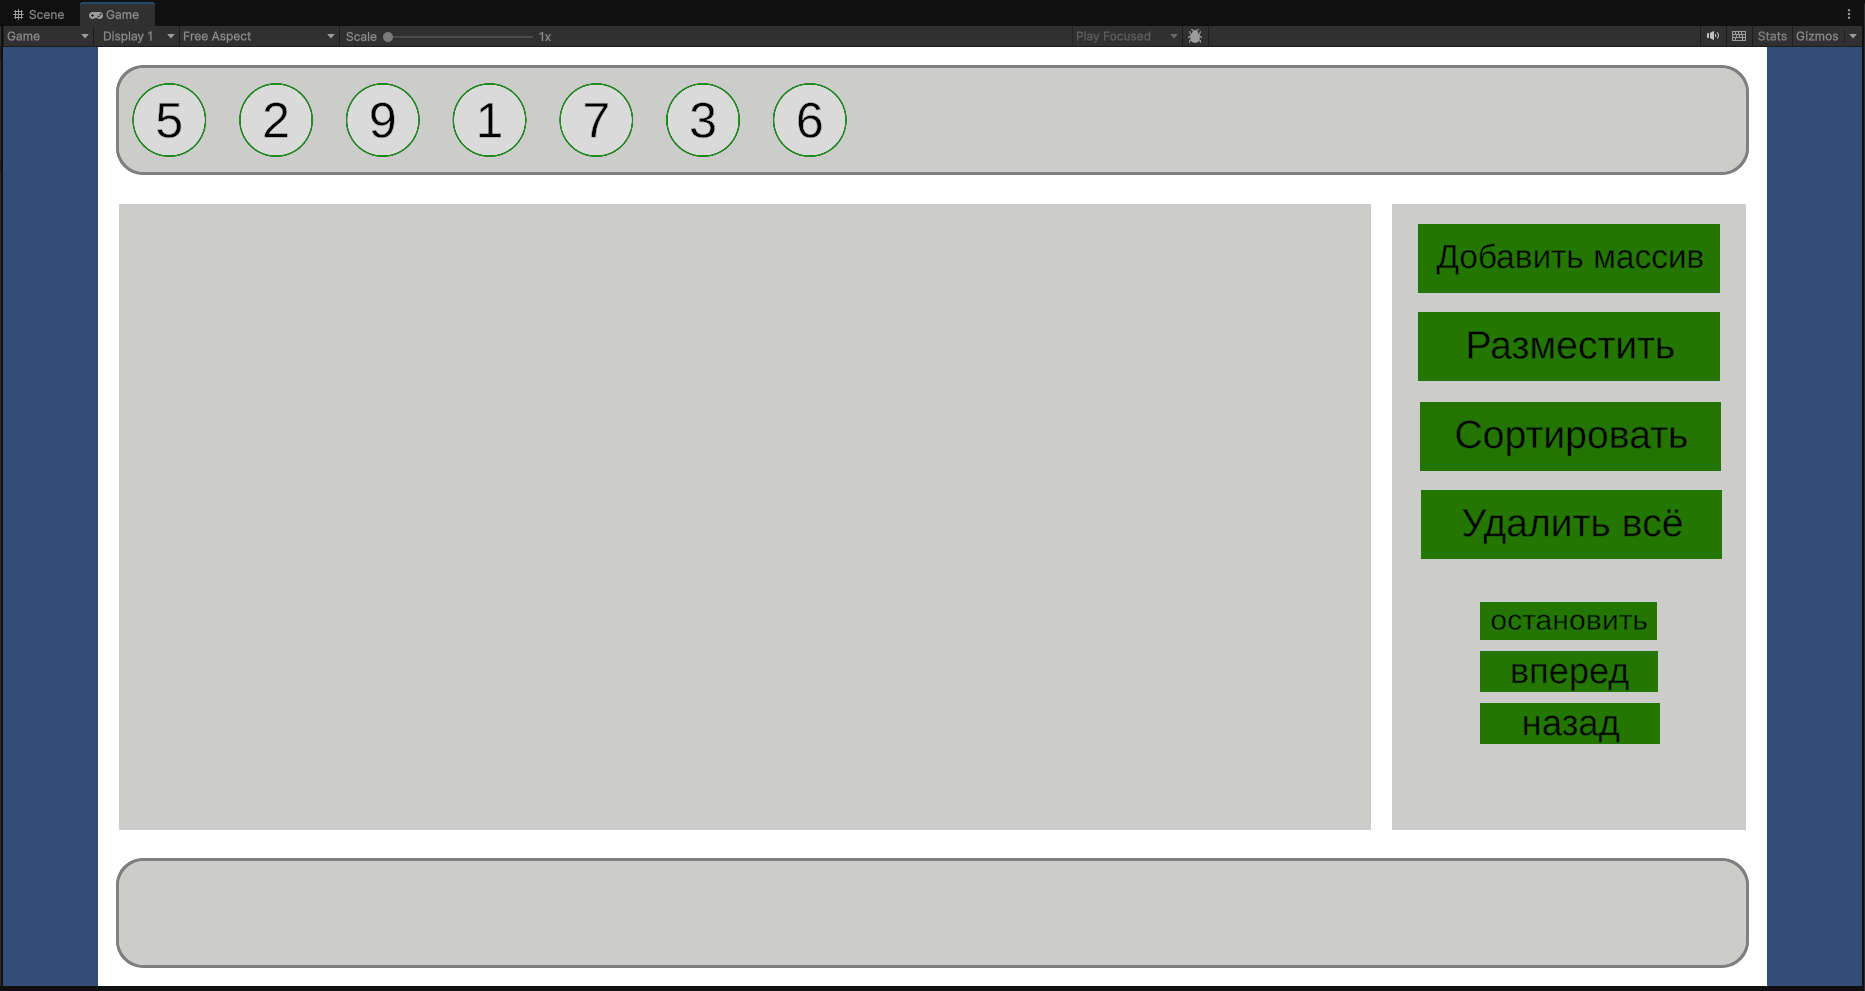 Scene Game
Game Display 1 Free Aspect Scale 1x Play Focused Stats Gizmos
5 2 9 1 7 3 6
Добавить массив
Разместить
Сортировать
Удалить всё
остановить
вперед
назад